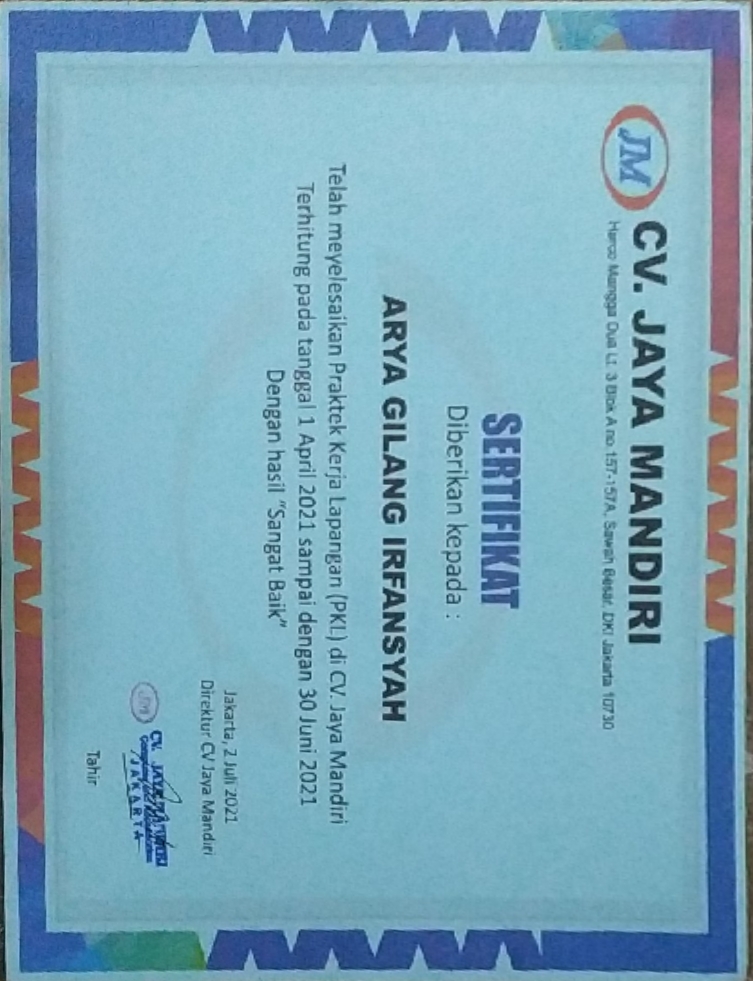 JM
CV. JAYA MANDIRI
Harco Mangga Dua Lt. 3 Blok A no 157-157A, Sawah Besar, DKI Jakarta 10730
SERTIFIKAT
Diberikan kepada :
ARYA GILANG IRFANSYAH
Telah meyelesaikan Praktek Kerja Lapangan (PKL) di CV. Jaya Mandiri
Terhitung pada tanggal 1 April 2021 sampai dengan 30 Juni 2021
Dengan hasil "Sangat Baik"
Jakarta, 2 Juli 2021
Direktur CV Jaya Mandiri
JM
CV. JAYA MANDIRI
JAKARTA
Tahir